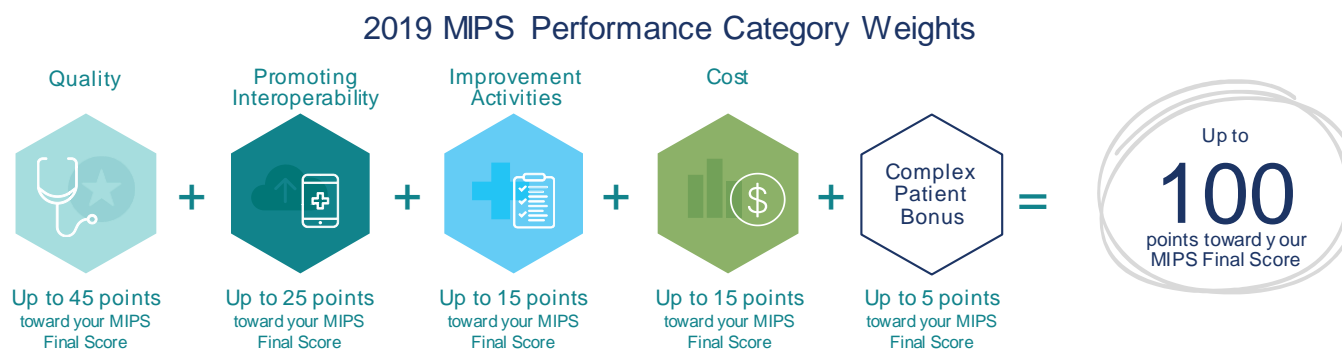 2019 MIPS Performance Category Weights
Quality
Promoting
Interoperability
Improvement
Activities
Cost
+
+
+
$
+
Complex
Patient
Bonus
=
Up to
100
points toward your
MIPS Final Score
Up to 45 points
toward your MIPS
Final Score
Up to 25 points
toward your MIPS
Final Score
Up to 15 points
toward your MIPS
Final Score
Up to 15 points
toward your MIPS
Final Score
Up to 5 points
toward your MIPS
Final Score